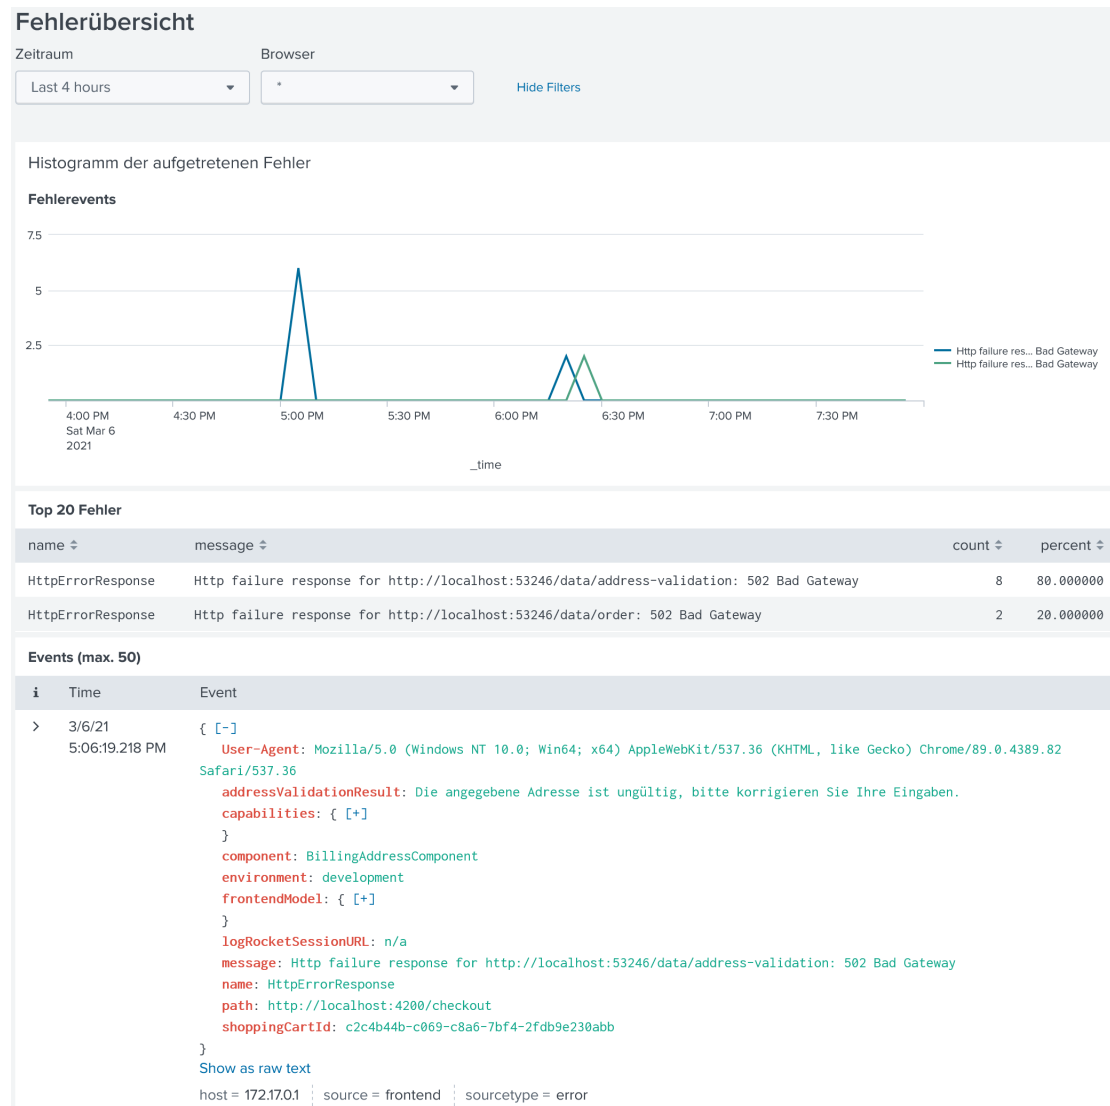 Fehlerübersicht
Zeitraum Browser
Last 4 hours * Hide Filters
Histogramm der aufgetretenen Fehler
Fehlerevents
7.5
5
2.5
Http failure res... Bad Gateway
Http failure res... Bad Gateway
4:00 PM 4:30 PM 5:00 PM 5:30 PM 6:00 PM 6:30 PM 7:00 PM 7:30 PM
Sat Mar 6
2021
_time
Top 20 Fehler
name message count percent
HttpErrorResponse Http failure response for http://localhost:53246/data/address-validation: 502 Bad Gateway 8 80.000000
HttpErrorResponse Http failure response for http://localhost:53246/data/order: 502 Bad Gateway 2 20.000000
Events (max. 50)
i Time Event
> 3/6/21 { [-]
5:06:19.218 PM User-Agent: Mozilla/5.0 (Windows NT 10.0; Win64; x64) AppleWebKit/537.36 (KHTML, like Gecko) Chrome/89.0.4389.82
Safari/537.36
addressValidationResult: Die angegebene Adresse ist ungültig, bitte korrigieren Sie Ihre Eingaben.
capabilities: { [+]
}
component: BillingAddressComponent
environment: development
frontendModel: { [+]
}
logRocketSessionURL: n/a
message: Http failure response for http://localhost:53246/data/address-validation: 502 Bad Gateway
name: HttpErrorResponse
path: http://localhost:4200/checkout
shoppingCartId: c2c4b44b-c069-c8a6-7bf4-2fdb9e230abb
}
Show as raw text
host = 172.17.0.1 source = frontend sourcetype = error